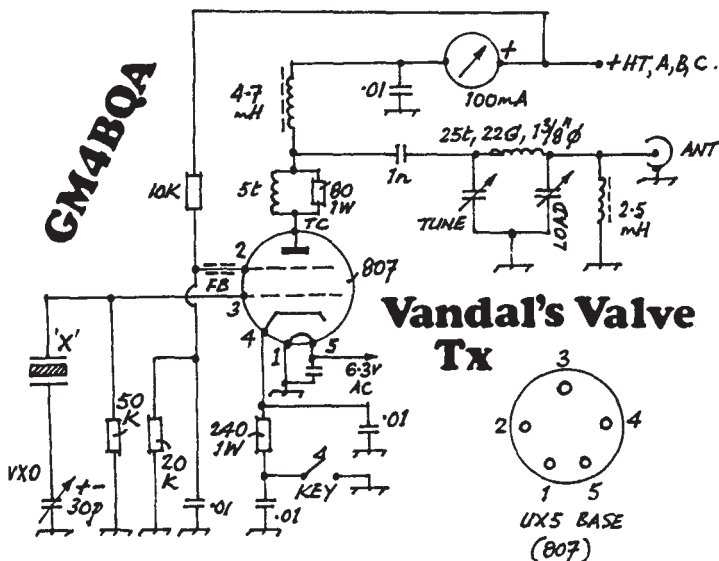 GM4BQA
4.7
mH
.01
+
100mA
+HT, A, B, C.
25t, 22G, 1 3/8"Ø
ANT
1n
10K
5t
80
1W
TC
TUNE
LOAD
2.5
mH
2
FB
3
807
4
1
5
6.3v
AC
Vandal's Valve
Tx
'X'
50
K
20
K
240
1W
.01
KEY
VXO
+-
30p
.01
.01
3
2
4
1
5
UX5 BASE
(807)